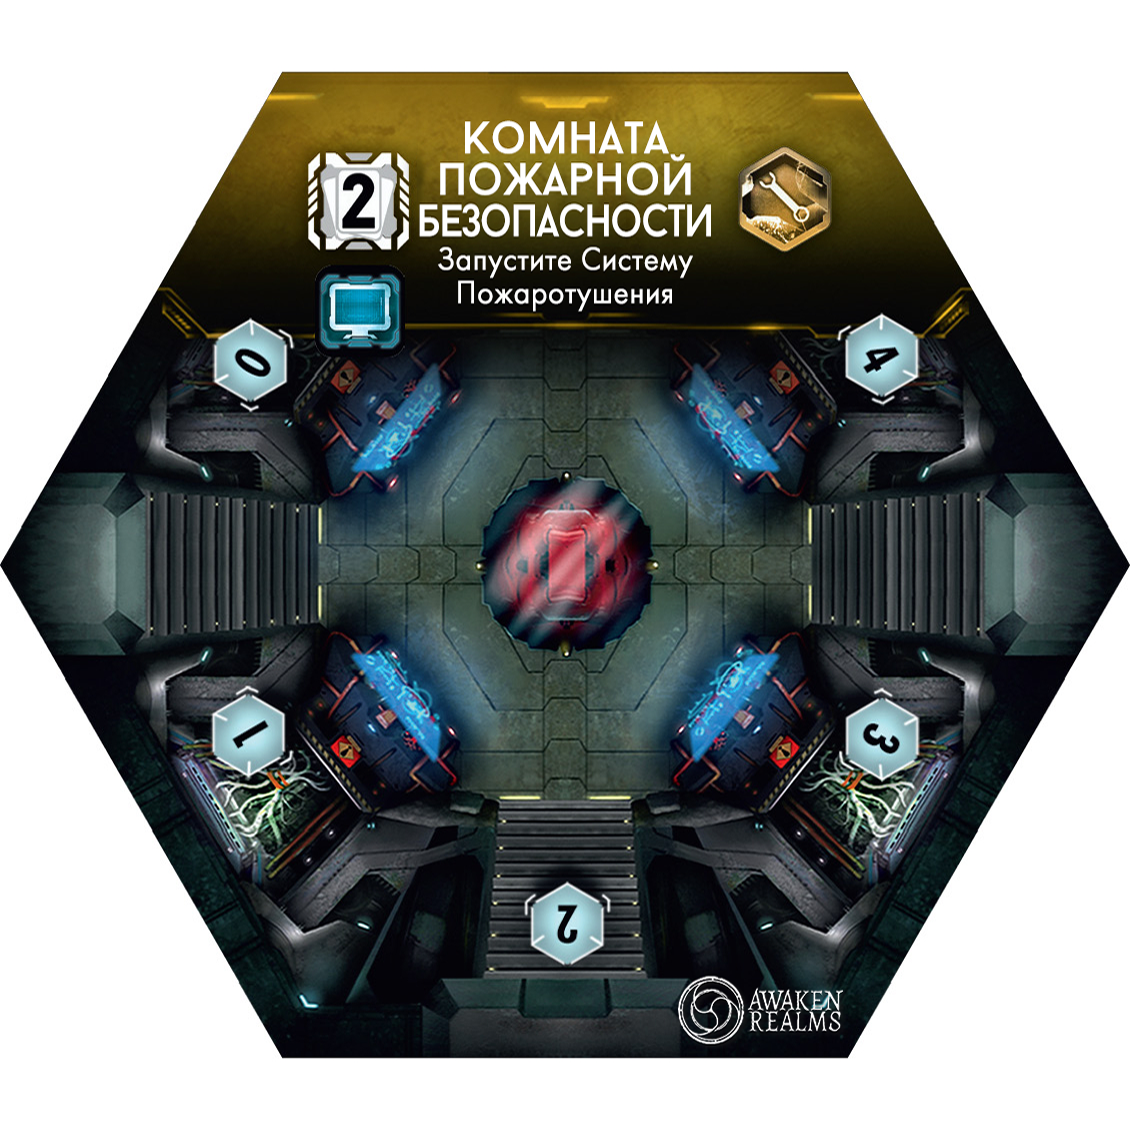 КОМНАТА
ПОЖАРНОЙ
БЕЗОПАСНОСТИ
2
Запустите Систему
Пожаротушения
0
4
1
3
2
AWAKEN
REALMS